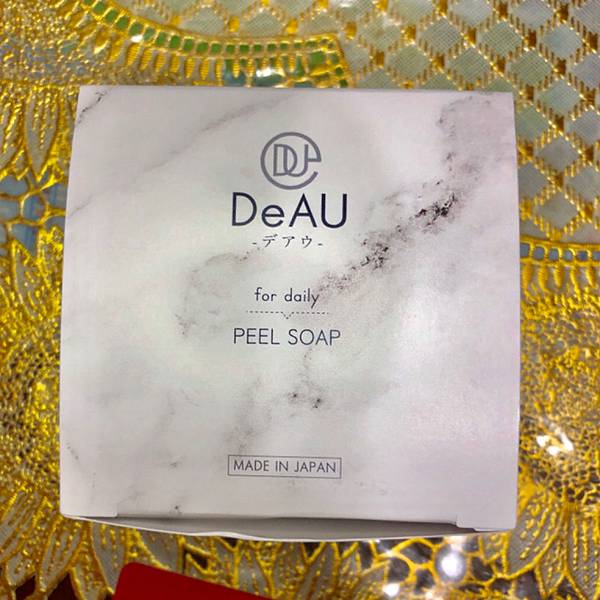 DeAU
-デアウ-
for daily
PEEL SOAP
MADE IN JAPAN